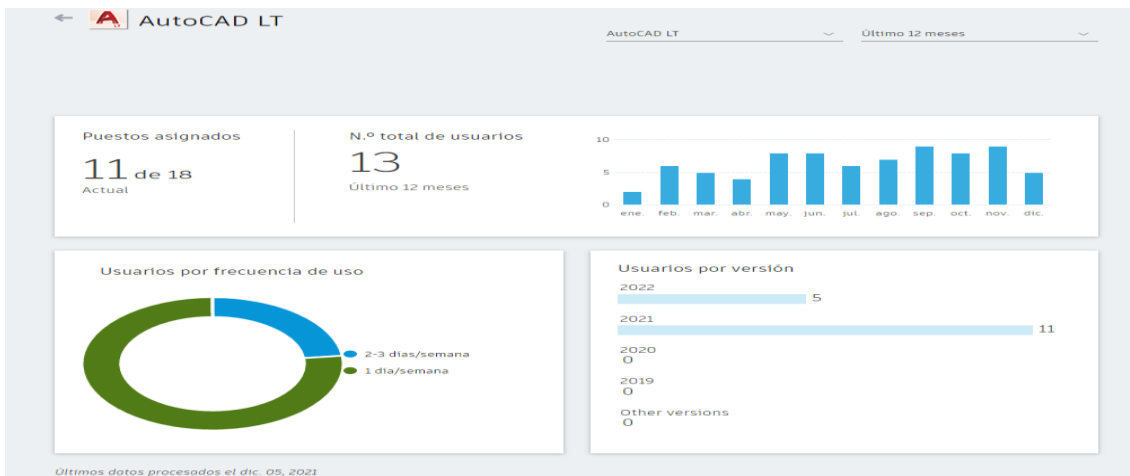 AutoCAD LT
AutoCAD LT
Último 12 meses
Puestos asignados
11 de 18
Actual
N.º total de usuarios
13
Último 12 meses
10
5
0
ene. feb. mar. abr. may. jun. jul. ago. sep. oct. nov. dic.
Usuarios por frecuencia de uso
2-3 días/semana
1 día/semana
Usuarios por versión
2022
5
2021
11
2020
0
2019
0
Other versions
0
Últimos datos procesados el dic. 05, 2021